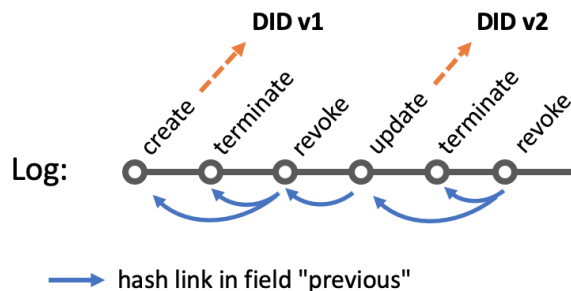 DID v1
DID v2
create
terminate
revoke
update
terminate
revoke
Log:
hash link in field "previous"